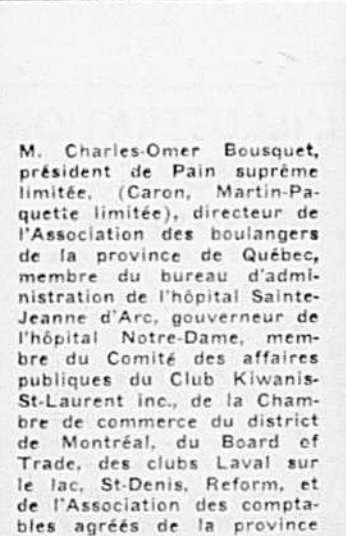 M. Charles-Omer Bousquet,
président de Pain suprême
limitée, (Caron, Martin-Pa-
quette limitée), directeur de
l'Association des boulangers
de la province de Québec,
membre du bureau d'admi-
nistration de l'hôpital Sainte-
Jeanne d'Arc, gouverneur de
l'hôpital Notre-Dame, mem-
bre du Comité des affaires
publiques du Club Kiwanis-
St-Laurent inc., de la Cham-
bre de commerce du district
de Montréal, du Board of
Trade, des clubs Laval sur
le lac, St-Denis, Reform, et
de l'Association des compta-
bles agréés de la province